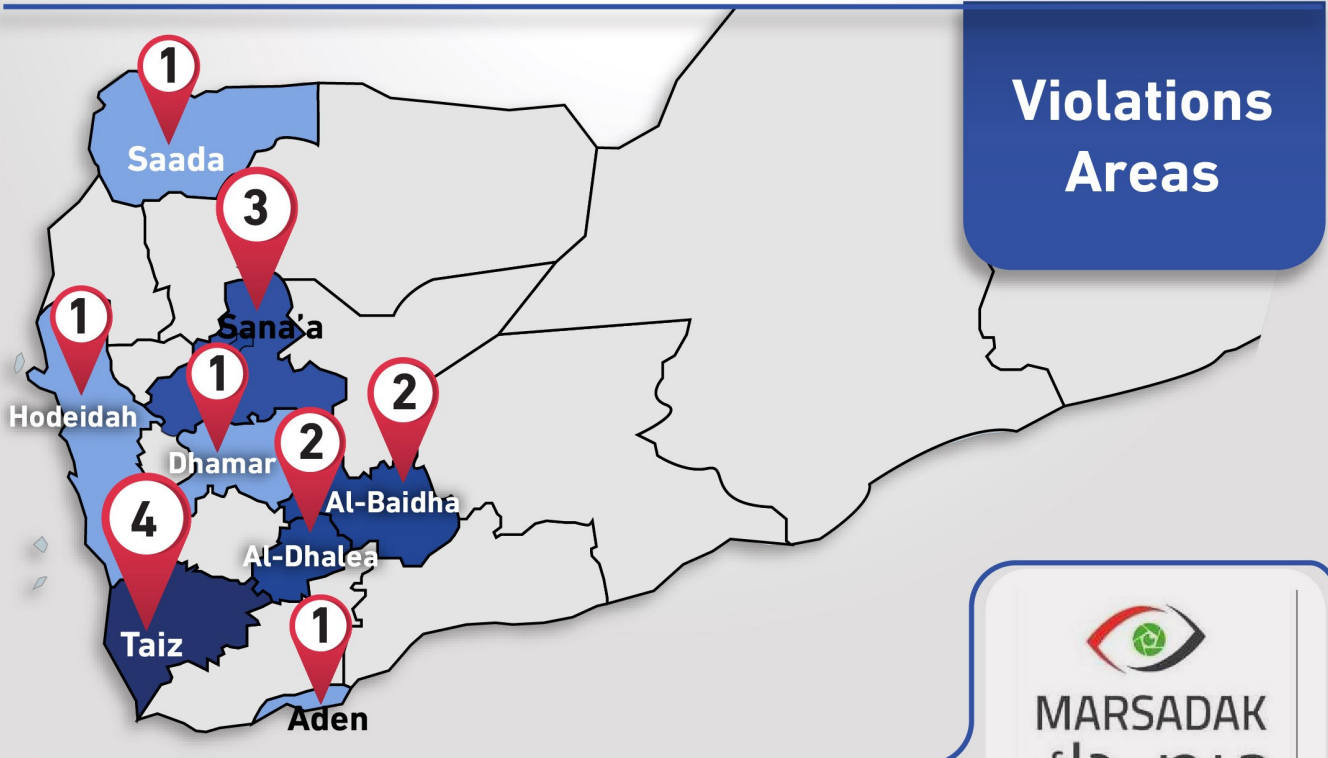 Violations
Areas
1
Saada
3
Sana'a
1
Hodeidah
1
Dhamar
2
Al-Baidha
2
Al-Dhalea
4
Taiz
1
Aden
MARSADAK